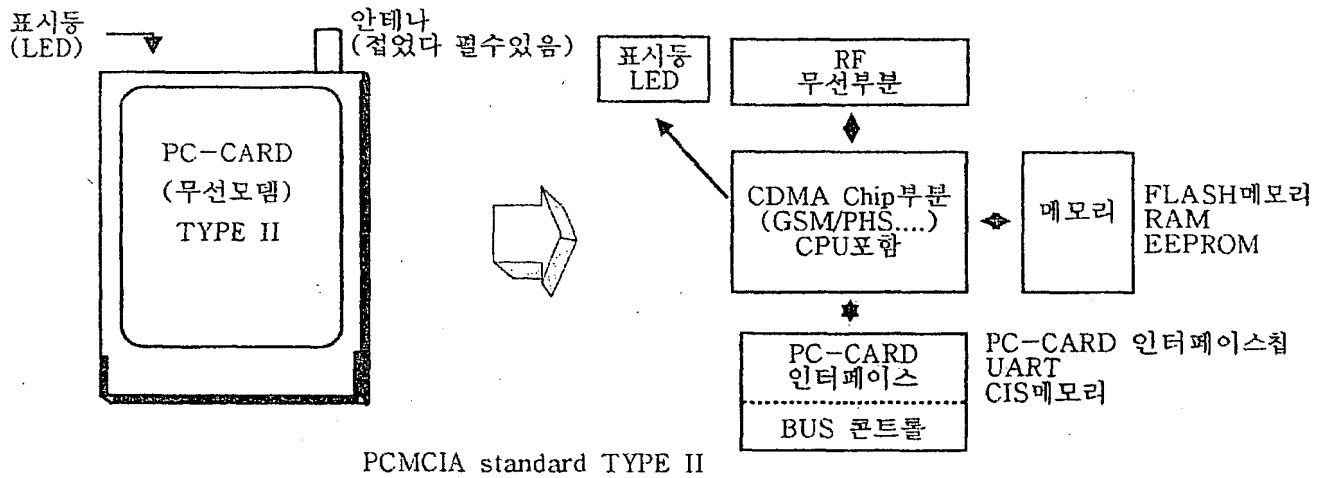 표시등
(LED)
안테나
(접었다 펼수있음)
PC-CARD
(무선모뎀)
TYPE II
표시등
LED
RF
무선부분
CDMA Chip부분
(GSM/PHS....)
CPU포함
메모리
FLASH메모리
RAM
EEPROM
PC-CARD
인터페이스
BUS 콘트롤
PC-CARD 인터페이스칩
UART
CIS메모리
PCMCIA standard TYPE II